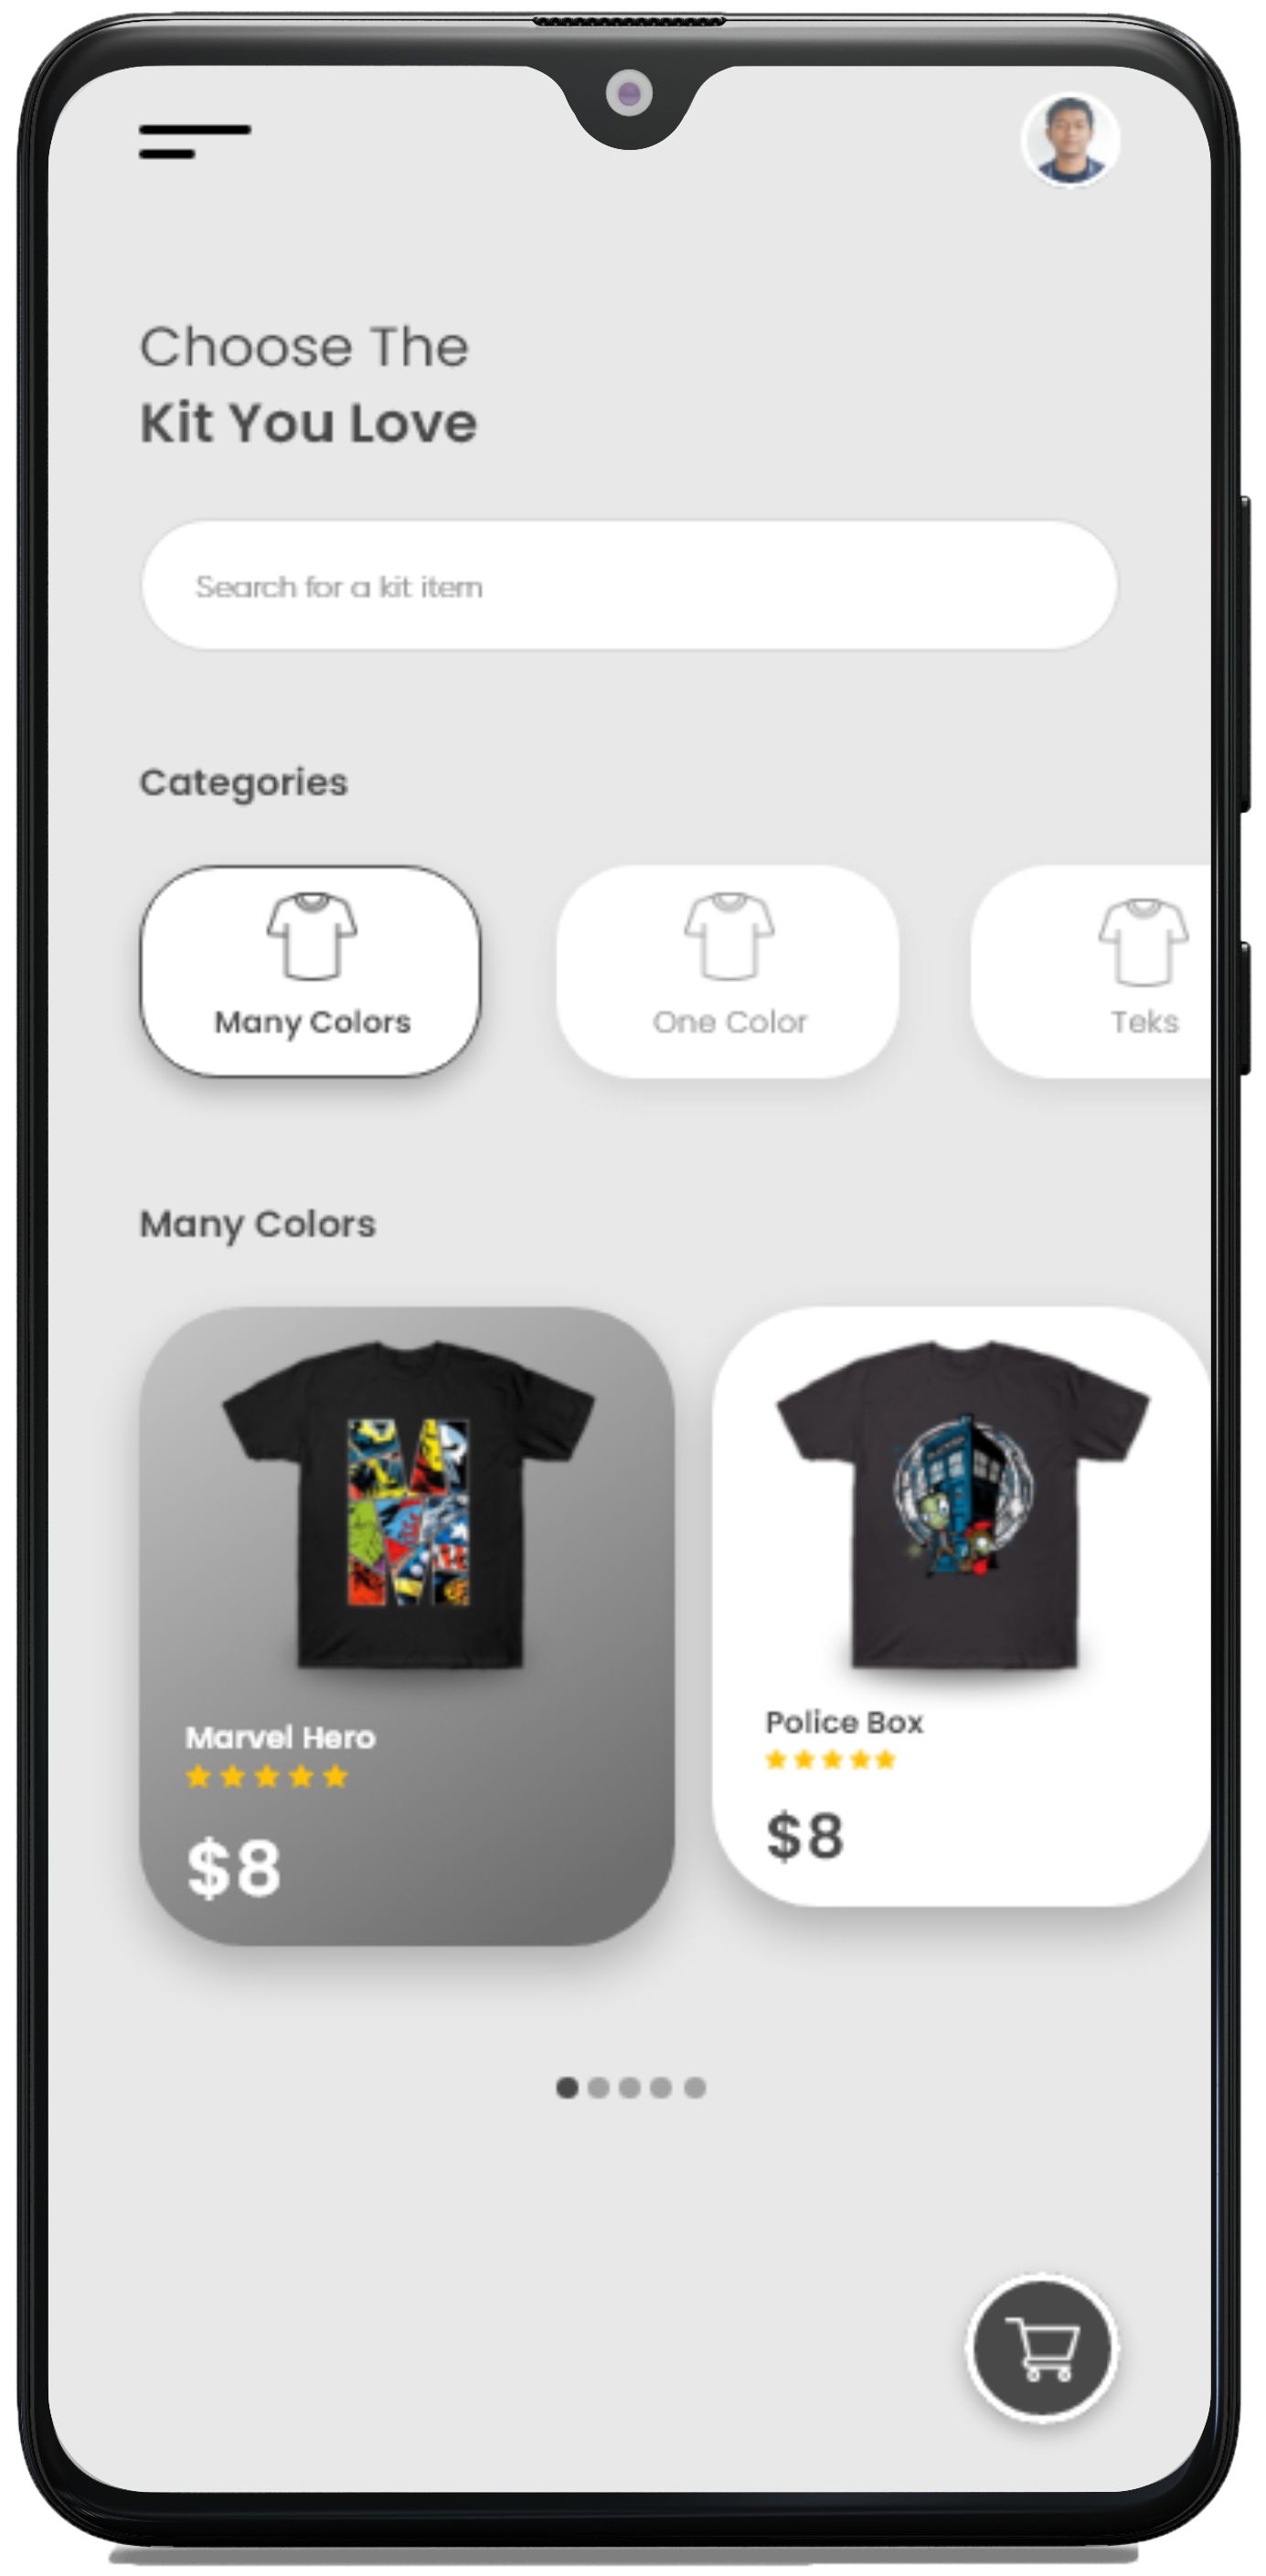 Choose The
Kit You Love
Search for a kit item
Categories
Many Colors
One Color
Teks
Many Colors
Marvel Hero
$8
Police Box
$8